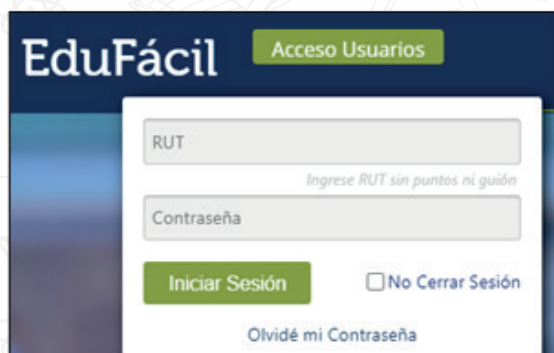 EduFácil
Acceso Usuarios
RUT
Ingrese RUT sin puntos ni guión
Contraseña
Iniciar Sesión
No Cerrar Sesión
Olvidé mi Contraseña